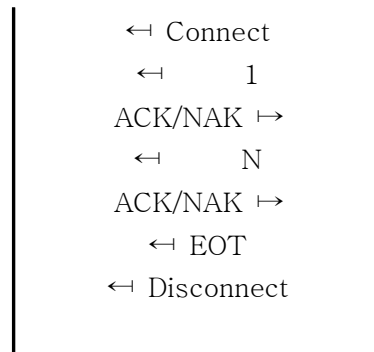 ↤ Connect
↤ 1
ACK/NAK ↦
↤ N
ACK/NAK ↦
↤ EOT
↤ Disconnect